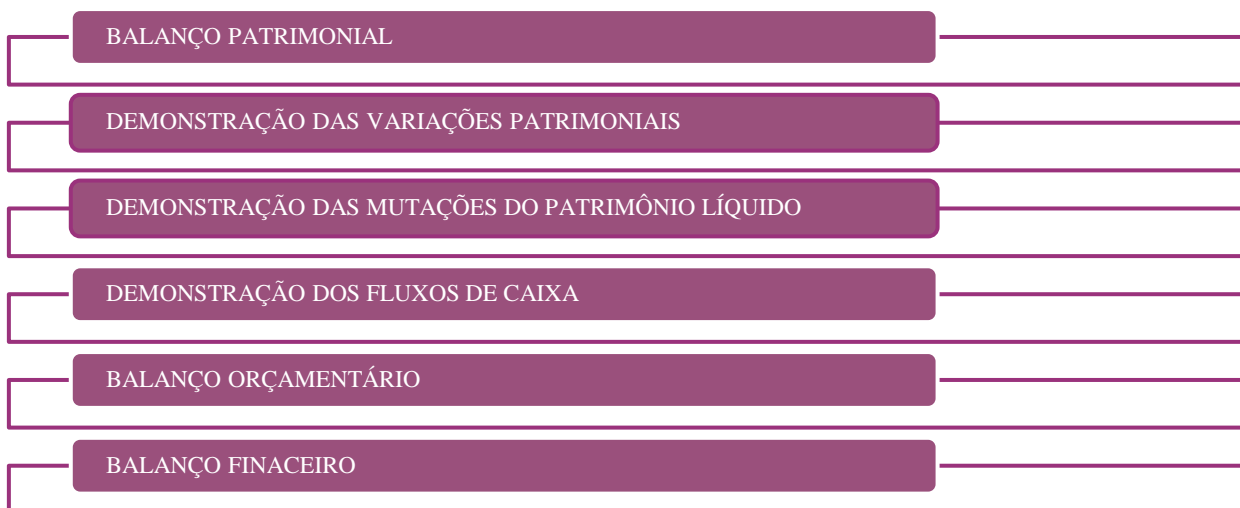 BALANÇO PATRIMONIAL
DEMONSTRAÇÃO DAS VARIAÇÕES PATRIMONIAIS
DEMONSTRAÇÃO DAS MUTAÇÕES DO PATRIMÔNIO LÍQUIDO
DEMONSTRAÇÃO DOS FLUXOS DE CAIXA
BALANÇO ORÇAMENTÁRIO
BALANÇO FINACEIRO